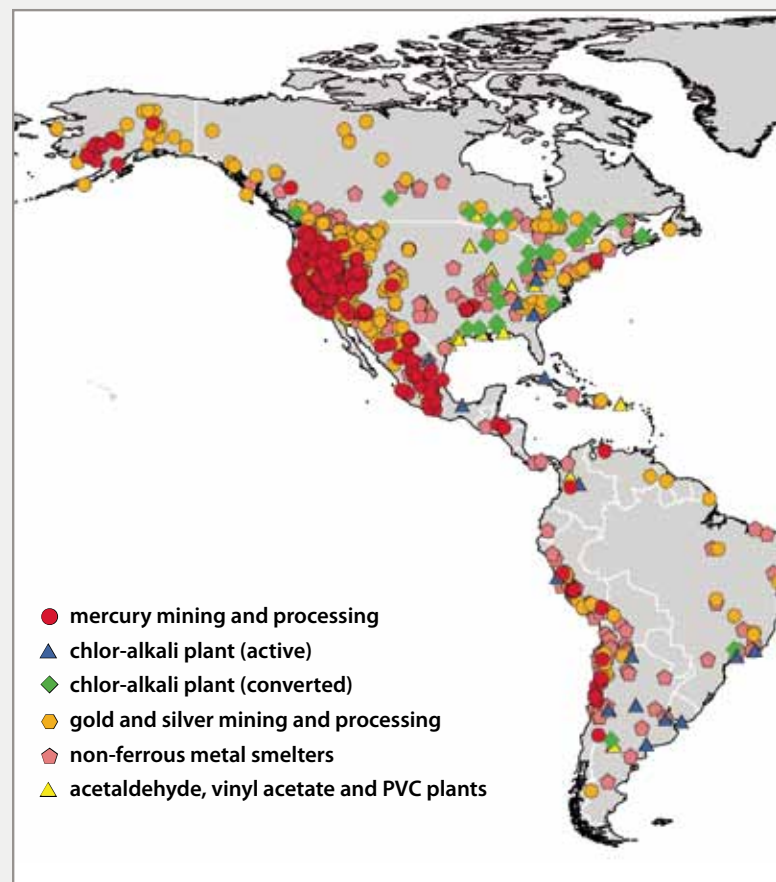 mercury mining and processing
chlor-alkali plant (active)
chlor-alkali plant (converted)
gold and silver mining and processing
non-ferrous metal smelters
acetaldehyde, vinyl acetate and PVC plants